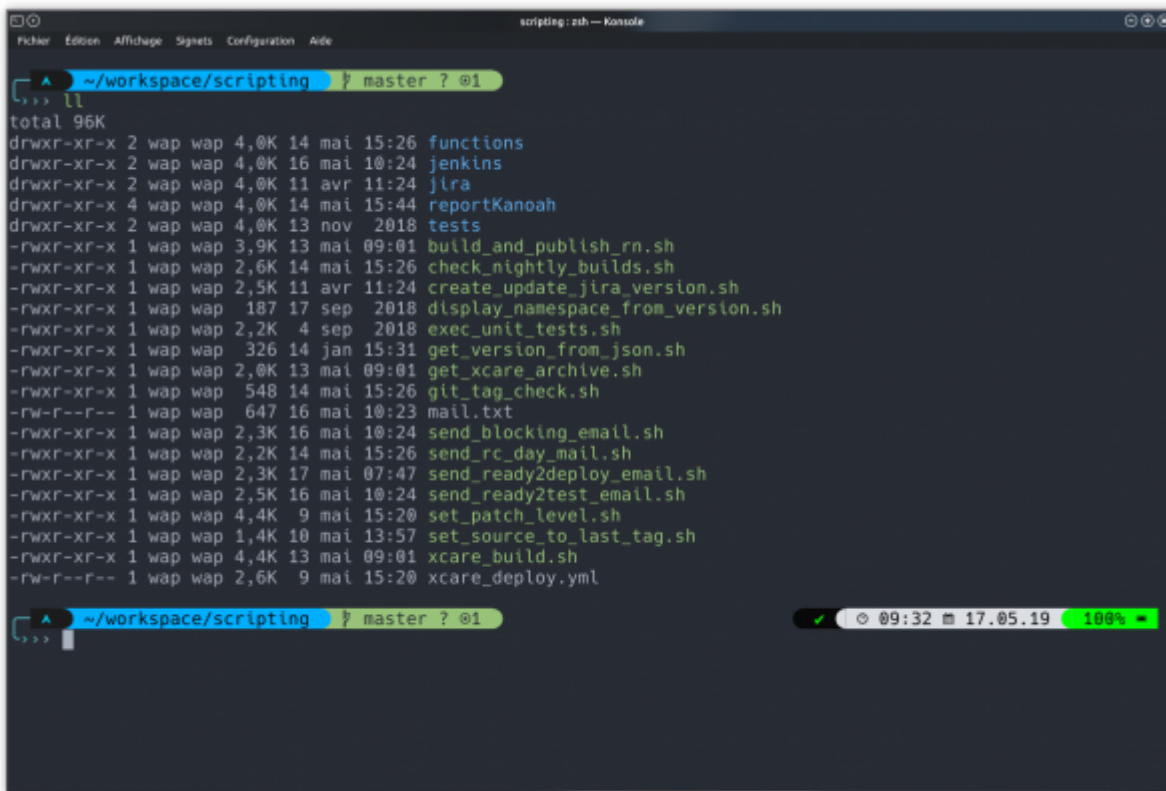 scripting : zsh — Konsole
Fichier Édition Affichage Signets Configuration Aide
~/workspace/scripting master ? 1
ll
total 96K
drwxr-xr-x 2 wap wap 4,0K 14 mai 15:26 functions
drwxr-xr-x 2 wap wap 4,0K 16 mai 10:24 jenkins
drwxr-xr-x 2 wap wap 4,0K 11 avr 11:24 jira
drwxr-xr-x 4 wap wap 4,0K 14 mai 15:44 reportKanoah
drwxr-xr-x 2 wap wap 4,0K 13 nov 2018 tests
-rwxr-xr-x 1 wap wap 3,9K 13 mai 09:01 build_and_publish_rn.sh
-rwxr-xr-x 1 wap wap 2,6K 14 mai 15:26 check_nightly_builds.sh
-rwxr-xr-x 1 wap wap 2,5K 11 avr 11:24 create_update_jira_version.sh
-rwxr-xr-x 1 wap wap 187 17 sep 2018 display_namespace_from_version.sh
-rwxr-xr-x 1 wap wap 2,2K 4 sep 2018 exec_unit_tests.sh
-rwxr-xr-x 1 wap wap 326 14 jan 15:31 get_version_from_json.sh
-rwxr-xr-x 1 wap wap 2,0K 13 mai 09:01 get_xcare_archive.sh
-rwxr-xr-x 1 wap wap 548 14 mai 15:26 git_tag_check.sh
-rw-r--r-- 1 wap wap 647 16 mai 10:23 mail.txt
-rwxr-xr-x 1 wap wap 2,3K 16 mai 10:24 send_blocking_email.sh
-rwxr-xr-x 1 wap wap 2,2K 14 mai 15:26 send_rc_day_mail.sh
-rwxr-xr-x 1 wap wap 2,3K 17 mai 07:47 send_ready2deploy_email.sh
-rwxr-xr-x 1 wap wap 2,5K 16 mai 10:24 send_ready2test_email.sh
-rwxr-xr-x 1 wap wap 4,4K 9 mai 15:20 set_patch_level.sh
-rwxr-xr-x 1 wap wap 1,4K 10 mai 13:57 set_source_to_last_tag.sh
-rwxr-xr-x 1 wap wap 4,4K 13 mai 09:01 xcare_build.sh
-rw-r--r-- 1 wap wap 2,6K 9 mai 15:20 xcare_deploy.yml
~/workspace/scripting master ? 1 ✔ 09:32 17.05.19 100%